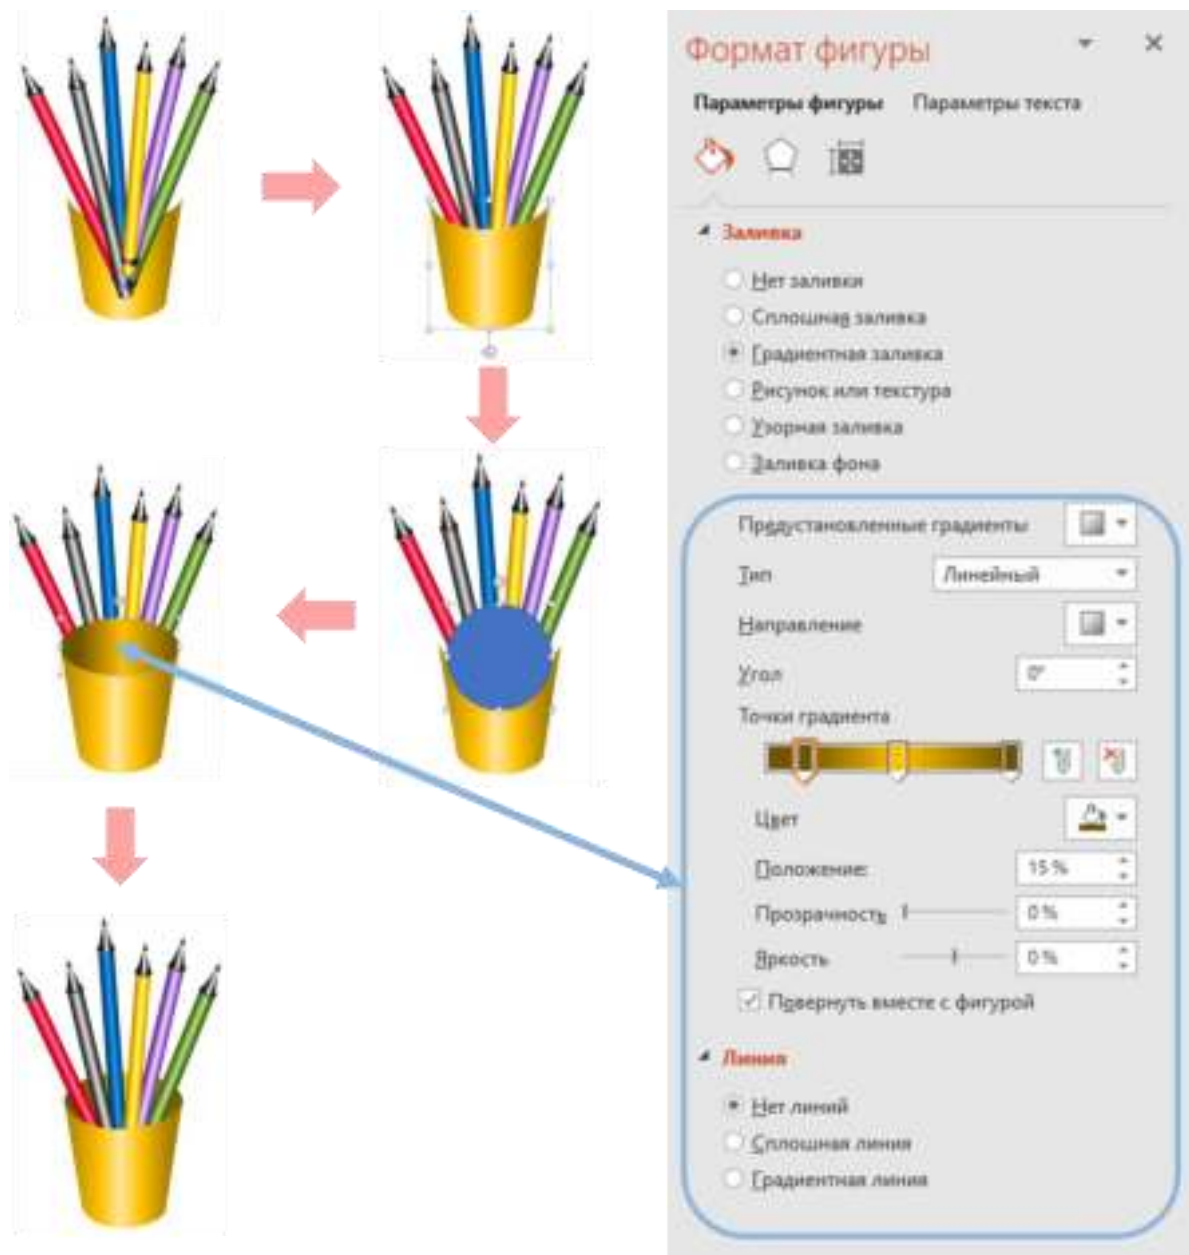 Формат фигуры
Параметры фигуры Параметры текста
Заливка
Нет заливки
Сплошная заливка
Градиентная заливка
Рисунок или текстура
Узорная заливка
Заливка фона
Предустановленные градиенты
Тип Линейный
Направление
Угол 0°
Точки градиента
Цвет
Положение: 15 %
Прозрачность 0 %
Яркость 0 %
Повернуть вместе с фигурой
Линия
Нет линий
Сплошная линия
Градиентная линия